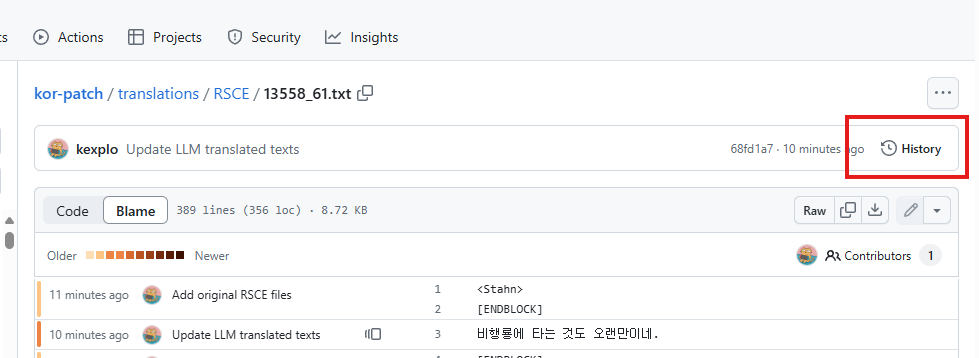 Actions Projects Security Insights
kor-patch / translations / RSCE / 13558_61.txt
kexplo Update LLM translated texts 68fd1a7 · 10 minutes ago History
Code Blame 389 lines (356 loc) · 8.72 KB Raw
Older Newer Contributors 1
11 minutes ago Add original RSCE files 1 <Stahn>
2 [ENDBLOCK]
10 minutes ago Update LLM translated texts 3 비행룡에 타는 것도 오랜만이네.